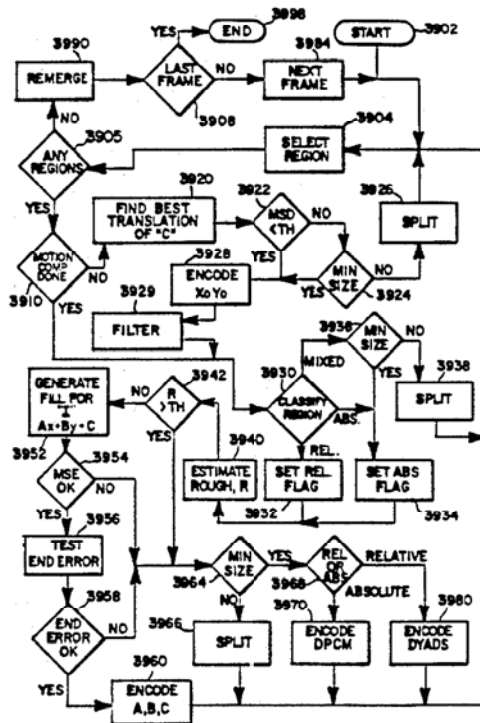 3990
YES
END
3998
START
3902
REMERGE
LAST
FRAME
NO
3984
NEXT
FRAME
3908
NO
3905
ANY
REGIONS
3904
SELECT
REGION
YES
3920
FIND BEST
TRANSLATION
OF "C"
3922
MSD
<TH
NO
3926
SPLIT
MOTION
COMP
DONE
NO
3910
YES
3928
ENCODE
XoYo
YES
MIN
SIZE
NO
YES
3924
3929
FILTER
3936
MIN
SIZE
NO
MIXED
3938
SPLIT
YES
GENERATE
FILL FOR
"I"
Ax+By+C
3952
NO
3942
R
>TH
YES
3930
CLASSIFY
REGION
ABS.
REL.
3954
MSE
OK
NO
YES
3940
ESTIMATE
ROUGH, R
SET REL.
FLAG
3932
SET ABS
FLAG
3934
3956
TEST
END ERROR
MIN
SIZE
3964
YES
REL
OR
ABS
3968
RELATIVE
ABSOLUTE
3958
END
ERROR
OK
NO
YES
NO
3966
SPLIT
3970
ENCODE
DPCM
3980
ENCODE
DYADS
3960
ENCODE
A,B,C